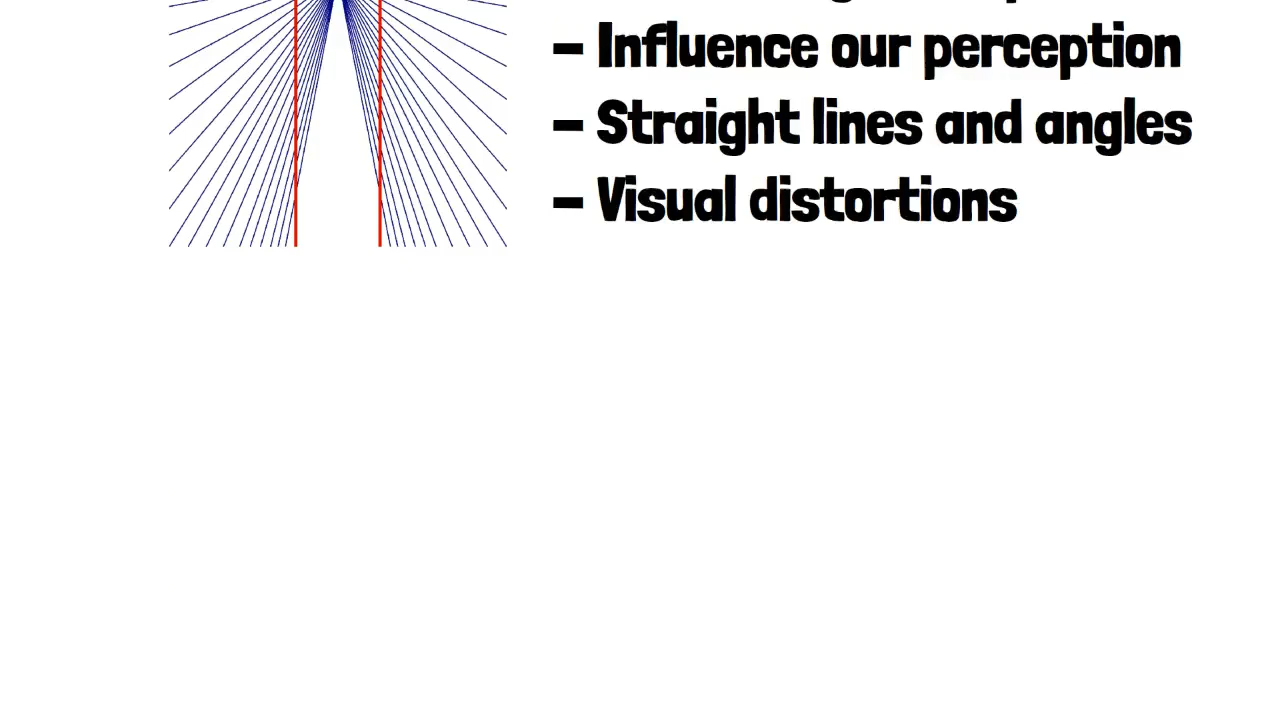 – Influence our perception
– Straight lines and angles
– Visual distortions